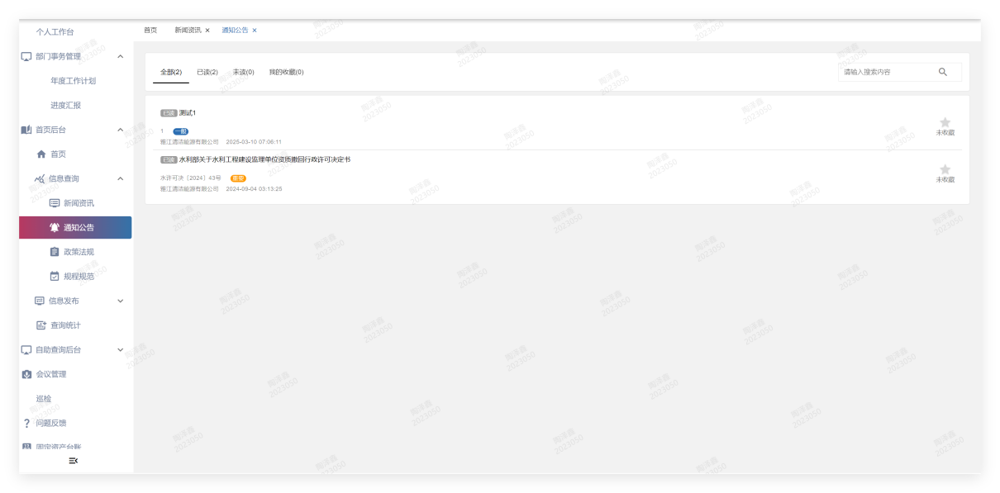 个人工作台
部门事务管理
年度工作计划
进度汇报
首页后台
首页
信息查询
新闻资讯
通知公告
政策法规
规程规范
信息发布
查询统计
自助查询后台
会议管理
巡检
问题反馈
固定资产台账
首页 新闻资讯 × 通知公告 ×
全部(2) 已读(2) 未读(0) 我的收藏(0)
请输入搜索内容
已读 测试1
1 一般
雅江清洁能源有限公司 2025-03-10 07:06:11
未收藏
已读 水利部关于水利工程建设监理单位资质撤回行政许可决定书
水许可决〔2024〕43号 重要
雅江清洁能源有限公司 2024-09-04 03:13:25
未收藏
2023050